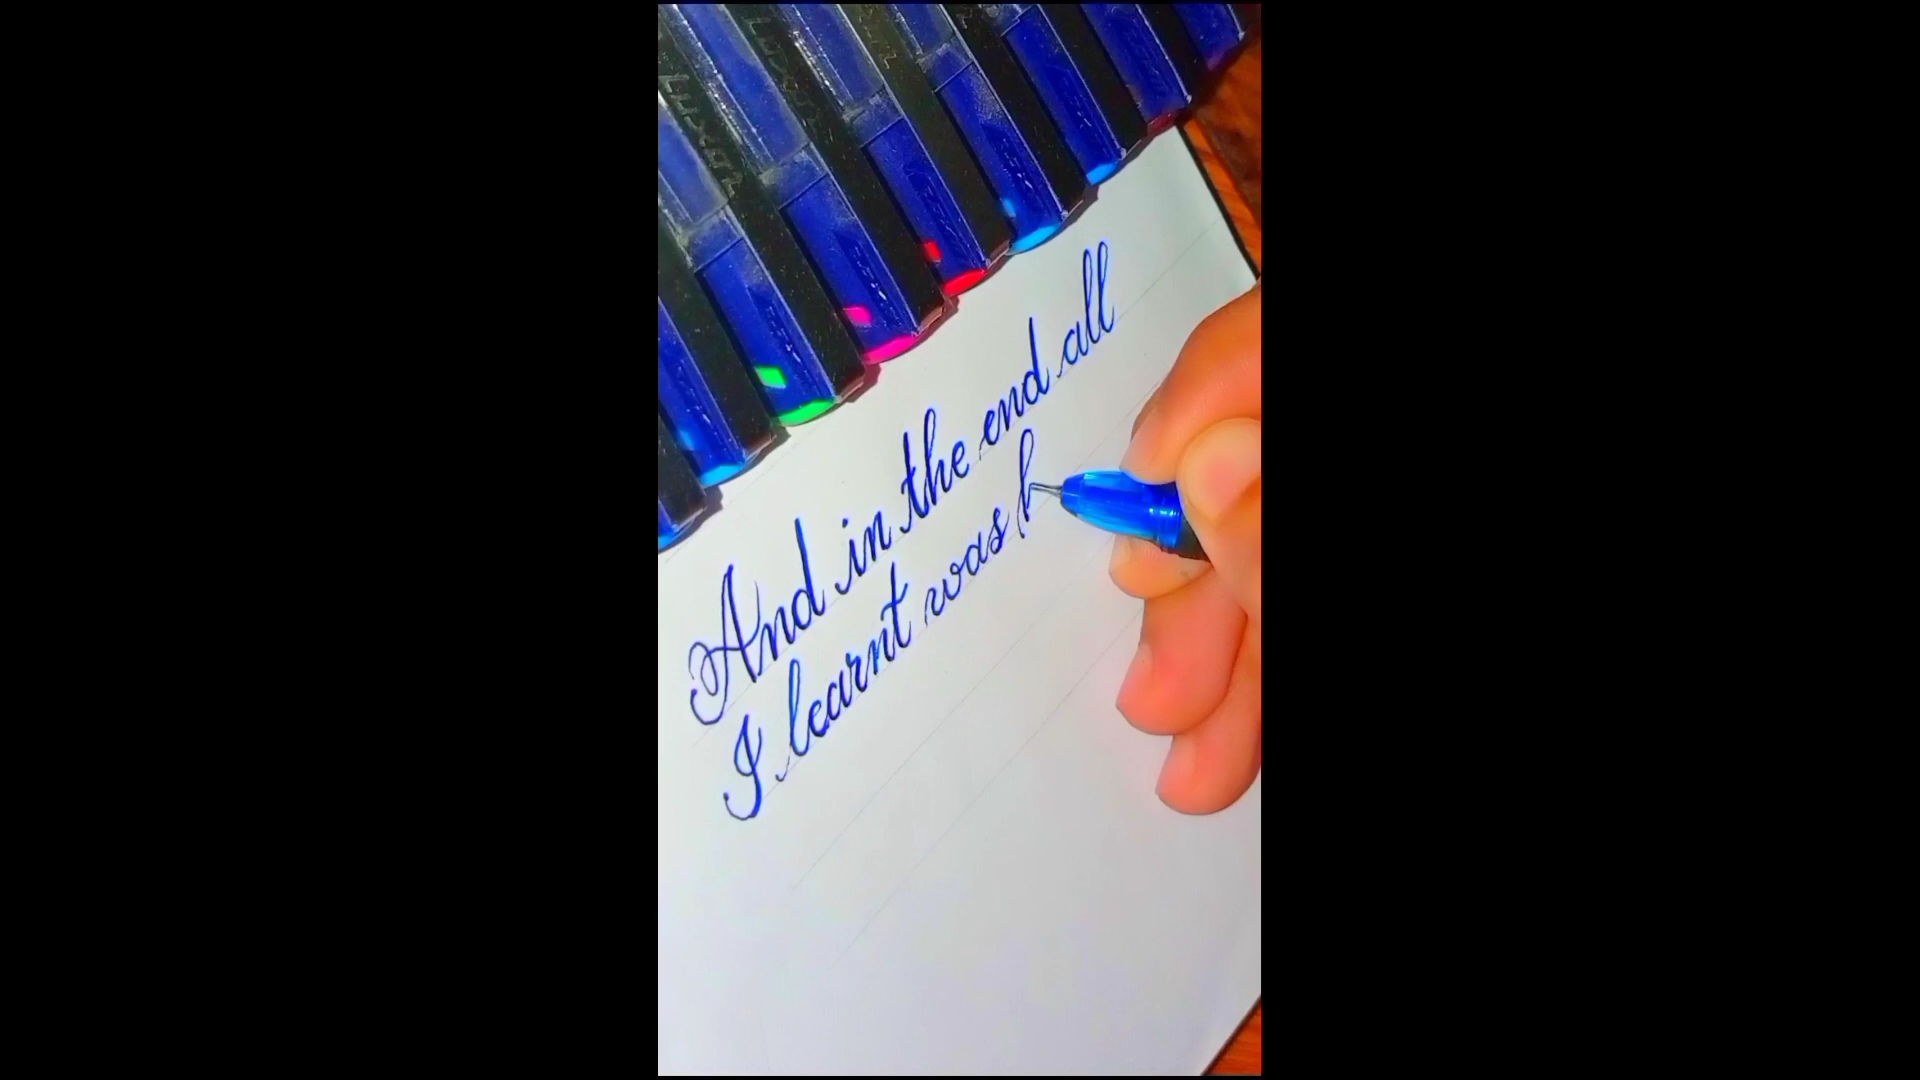 And in the end all
I learnt was h